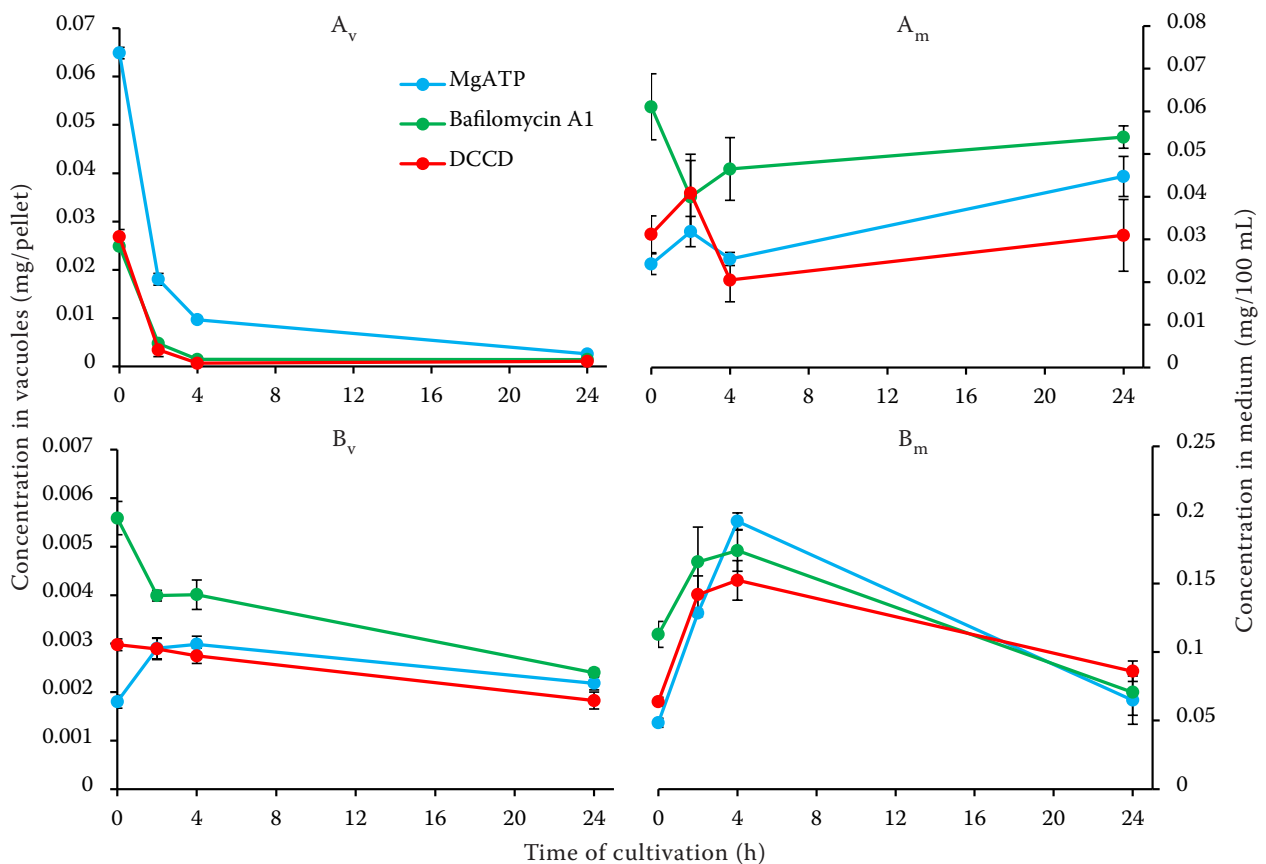 A_v
A_m
Concentration in vacuoles (mg/pellet)
0.07
0.06
0.05
0.04
0.03
0.02
0.01
0
MgATP
Bafilomycin A1
DCCD
0 4 8 12 16 20 24
0.08
0.07
0.06
0.05
0.04
0.03
0.02
0.01
0
0 4 8 12 16 20 24
Concentration in medium (mg/100 mL)
B_v
B_m
0.007
0.006
0.005
0.004
0.003
0.002
0.001
0
0 4 8 12 16 20 24
0.25
0.2
0.15
0.1
0.05
0
0 4 8 12 16 20 24
Time of cultivation (h)